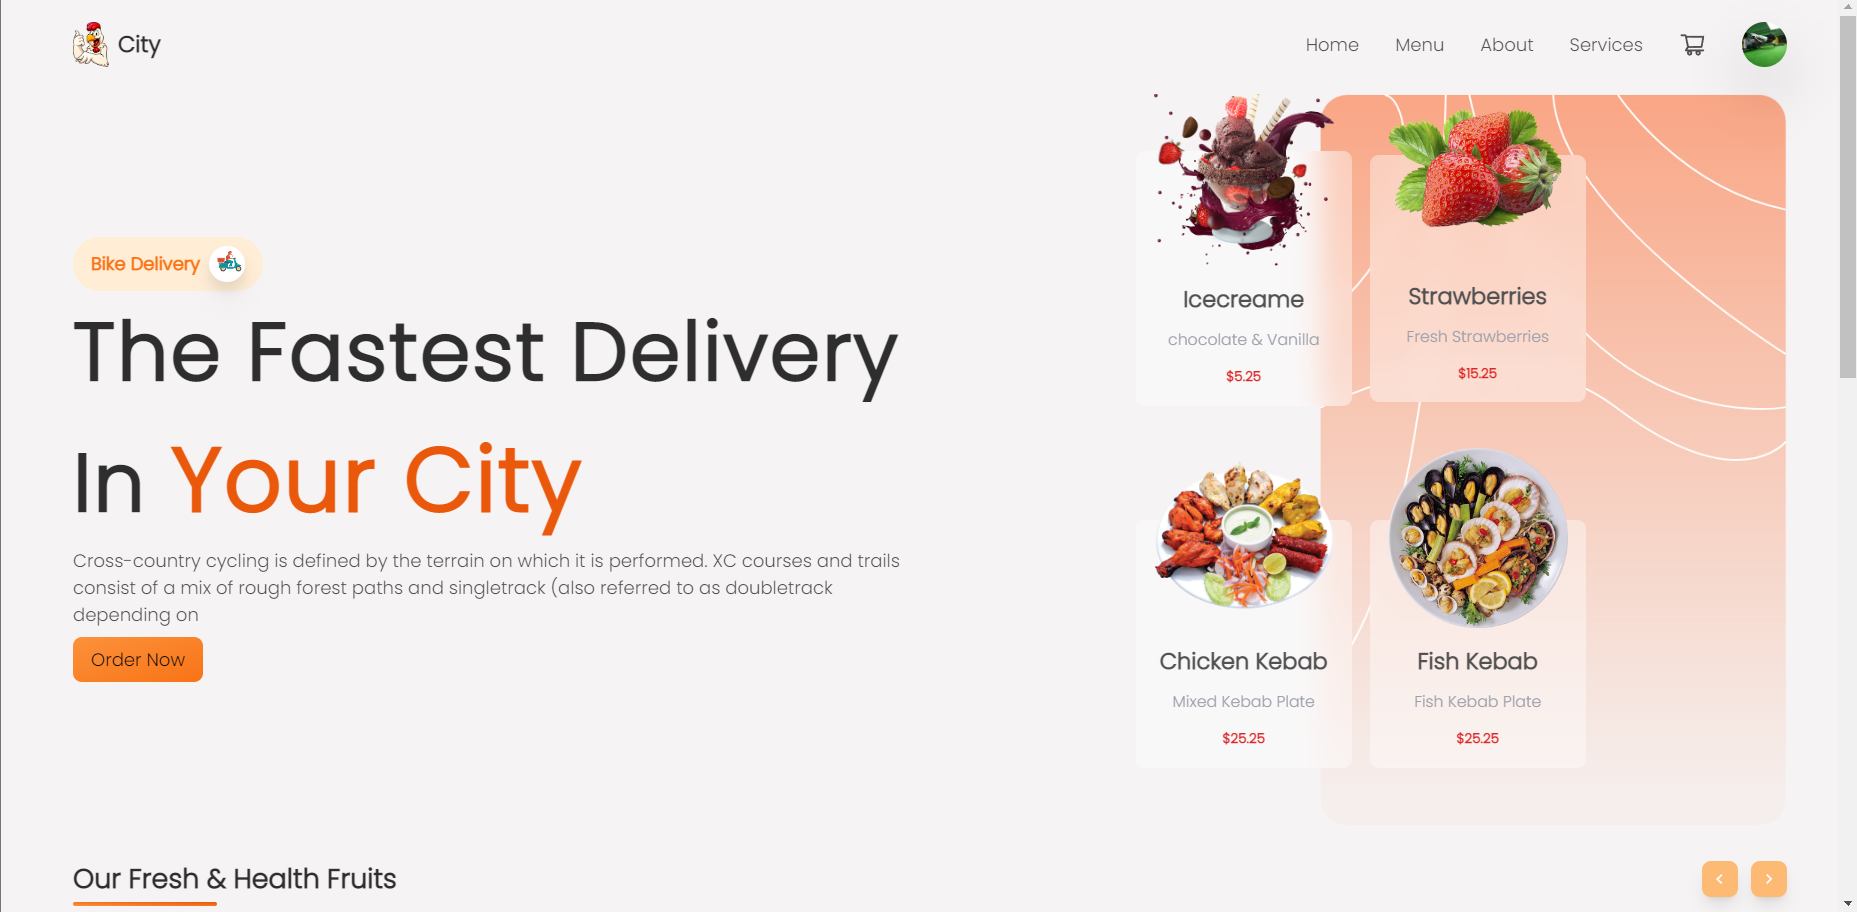 City
Home
Menu
About
Services
Bike Delivery
The Fastest Delivery
In Your City
Cross-country cycling is defined by the terrain on which it is performed. XC courses and trails
consist of a mix of rough forest paths and singletrack (also referred to as doubletrack
depending on
Order Now
Icecreame
chocolate & Vanilla
$5.25
Strawberries
Fresh Strawberries
$15.25
Chicken Kebab
Mixed Kebab Plate
$25.25
Fish Kebab
Fish Kebab Plate
$25.25
Our Fresh & Health Fruits